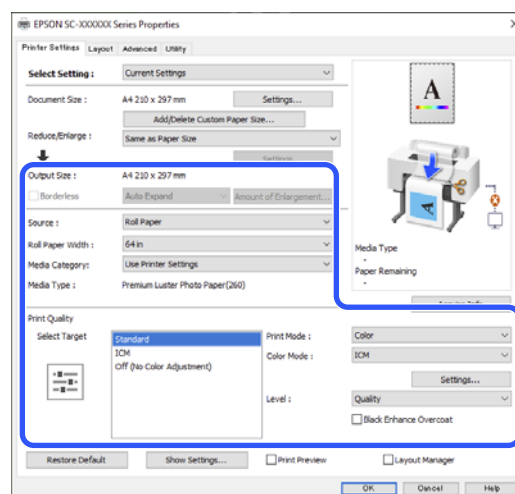 EPSON SC-XXXXXX Series Properties
Printer Settings Layout Advanced Utility
Select Setting : Current Settings
Document Size : A4 210 x 297 mm Settings...
Add/Delete Custom Paper Size...
Reduce/Enlarge : Same as Paper Size
Settings...
Output Size : A4 210 x 297 mm
Borderless Auto Expand Amount of Enlargement...
Source : Roll Paper
Roll Paper Width : 64 in
Media Category: Use Printer Settings
Media Type : Premium Luster Photo Paper(260)
A
Media Type
-
Paper Remaining
-
Print Quality
Select Target
Standard
ICM
Off (No Color Adjustment)
Print Mode : Color
Color Mode : ICM
Settings...
Level : Quality
Black Enhance Overcoat
Restore Default Show Settings... Print Preview Layout Manager
OK Cancel Help